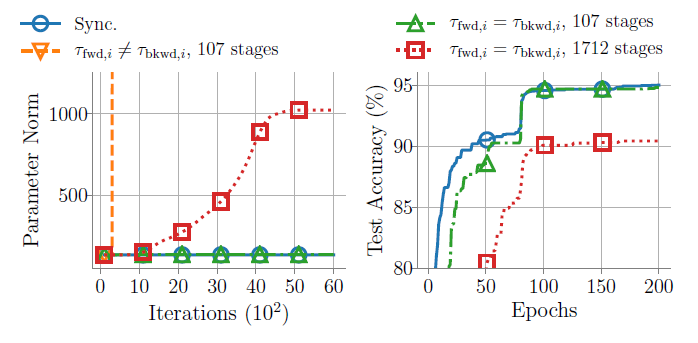 Sync.
τfwd,i ≠ τbkwd,i, 107 stages
τfwd,i = τbkwd,i, 107 stages
τfwd,i = τbkwd,i, 1712 stages
Parameter Norm
1000
500
0 10 20 30 40 50 60
Iterations (10²)
Test Accuracy (%)
95
90
85
80
0 50 100 150 200
Epochs